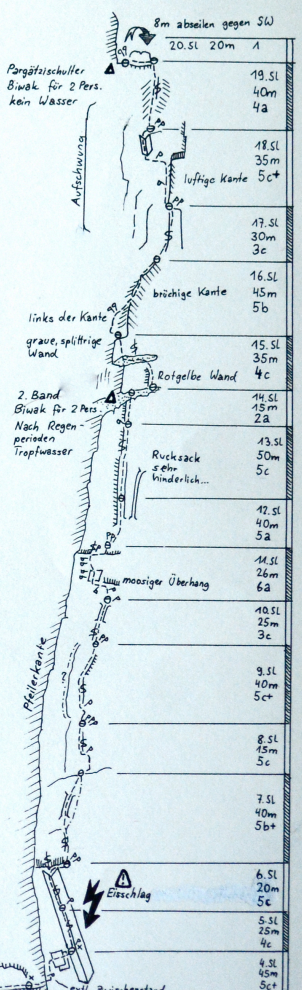 8m abseilen gegen SW
20.SL 20m 1
Pargätzischulter
Biwak für 2 Pers.
kein Wasser
19.SL
40m
4a
Aufschwung
18.SL
35m
5c+
luftige Kante
17.SL
30m
3c
16.SL
45m
5b
brüchige Kante
links der Kante
graue, splittrige
Wand
15.SL
35m
4c
Rotgelbe Wand
2. Band
Biwak für 2 Pers.
Nach Regen-
perioden
Tropfwasser
14.SL
15m
2a
Rucksack
sehr
hinderlich...
13.SL
50m
5c
12.SL
40m
5a
11.SL
26m
6a
moosiger Überhang
10.SL
25m
3c
Pfeilerkante
9.SL
40m
5c+
8.SL
15m
5c
7.SL
40m
5b+
6.SL
20m
5c
Eisschlag
5.SL
25m
4c
4.SL
45m
5c+